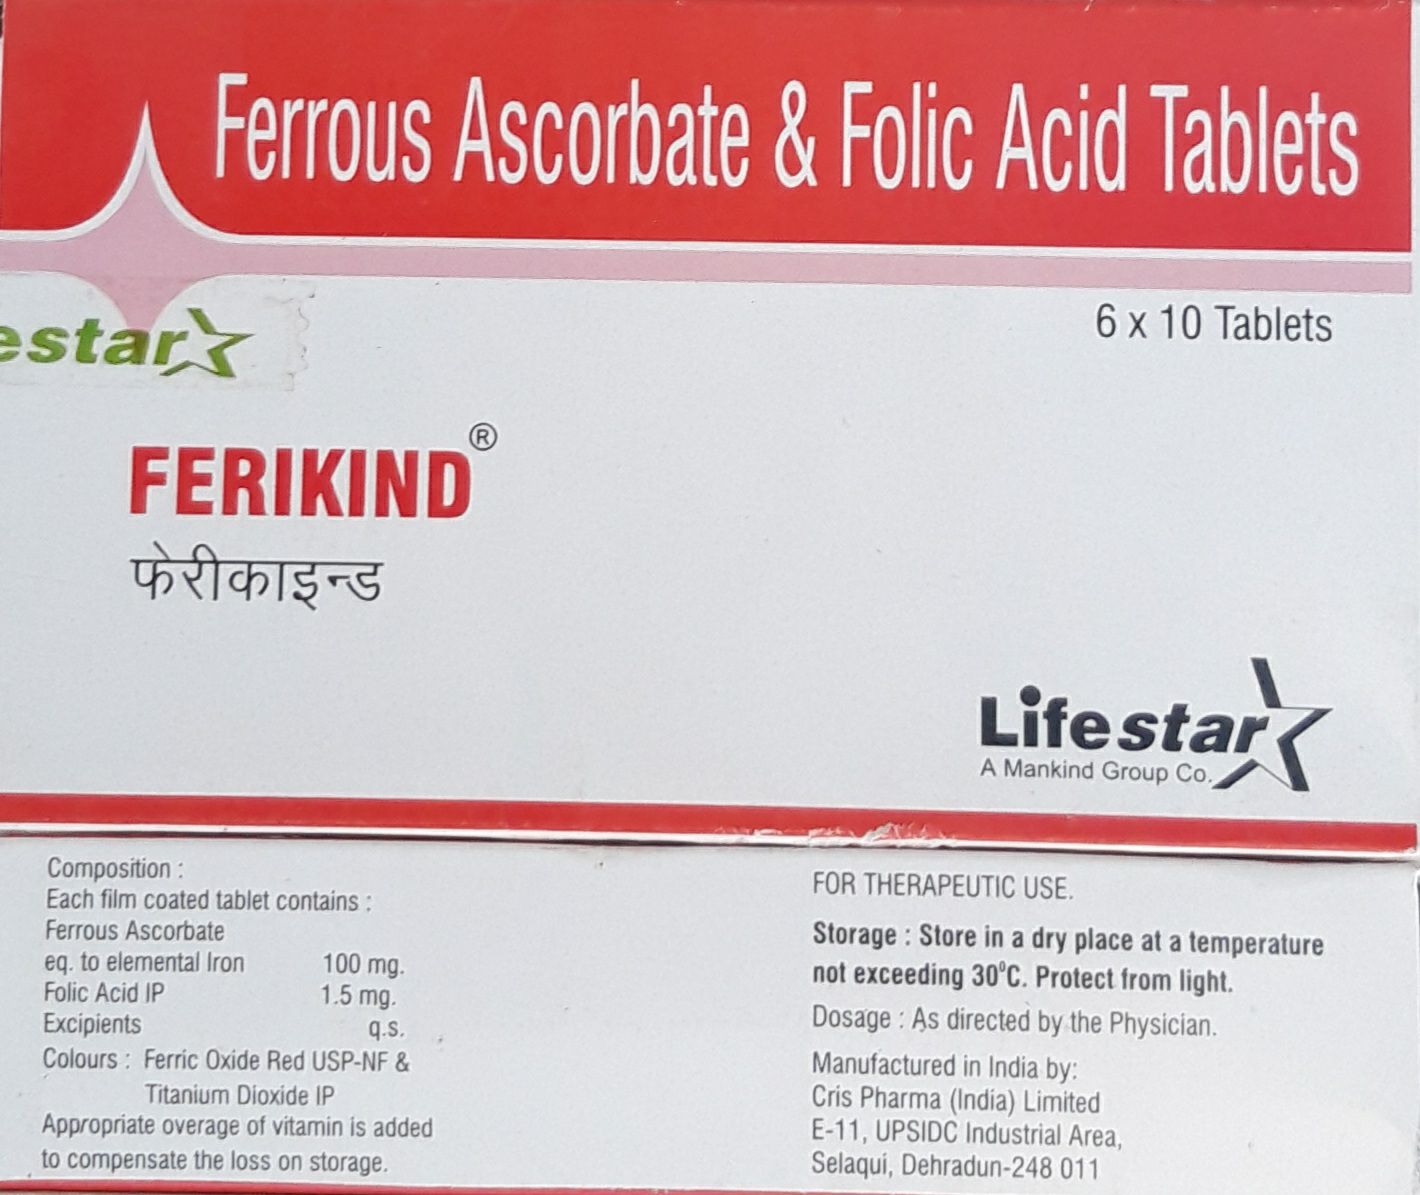 Ferrous Ascorbate & Folic Acid Tablets
6 x 10 Tablets
estar
FERIKIND®
फेरीकाइन्ड
Lifestar
A Mankind Group Co.
Composition :
Each film coated tablet contains :
Ferrous Ascorbate
eq. to elemental Iron 100 mg.
Folic Acid IP 1.5 mg.
Excipients q.s.
Colours : Ferric Oxide Red USP-NF &
Titanium Dioxide IP
Appropriate overage of vitamin is added
to compensate the loss on storage.
FOR THERAPEUTIC USE.
Storage : Store in a dry place at a temperature
not exceeding 30⁰C. Protect from light.
Dosage : As directed by the Physician.
Manufactured in India by:
Cris Pharma (India) Limited
E-11, UPSIDC Industrial Area,
Selaqui, Dehradun-248 011